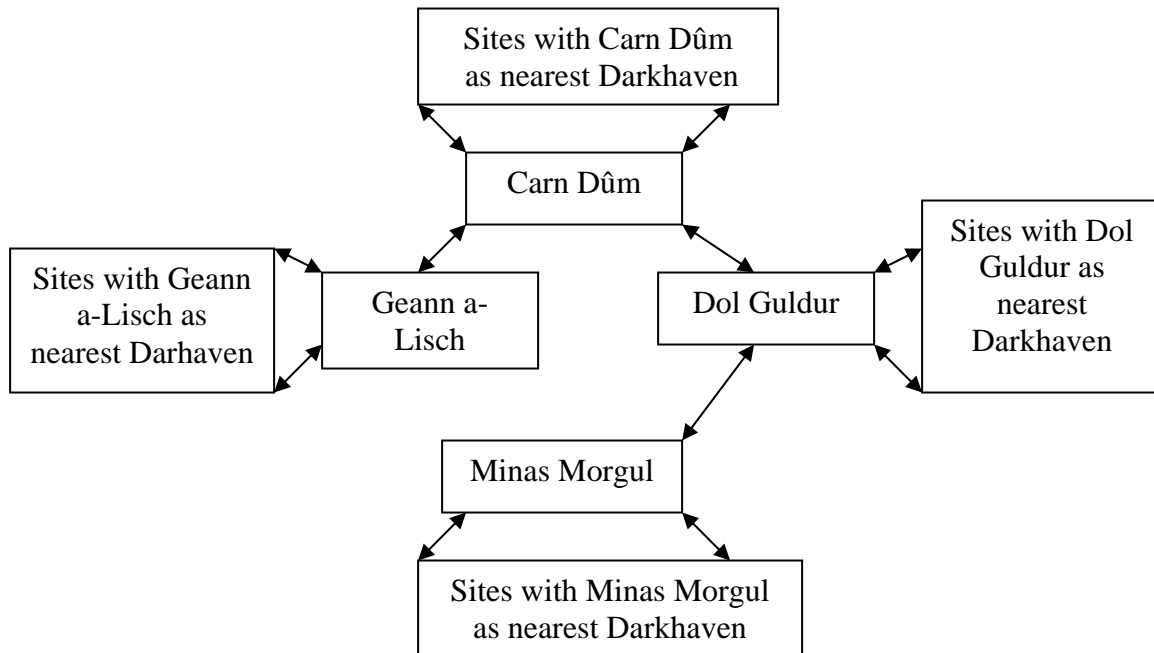 Sites with Carn Dûm
as nearest Darkhaven
Carn Dûm
Sites with Geann
a-Lisch as
nearest Darhaven
Geann a-
Lisch
Dol Guldur
Sites with Dol
Guldur as
nearest
Darkhaven
Minas Morgul
Sites with Minas Morgul
as nearest Darkhaven